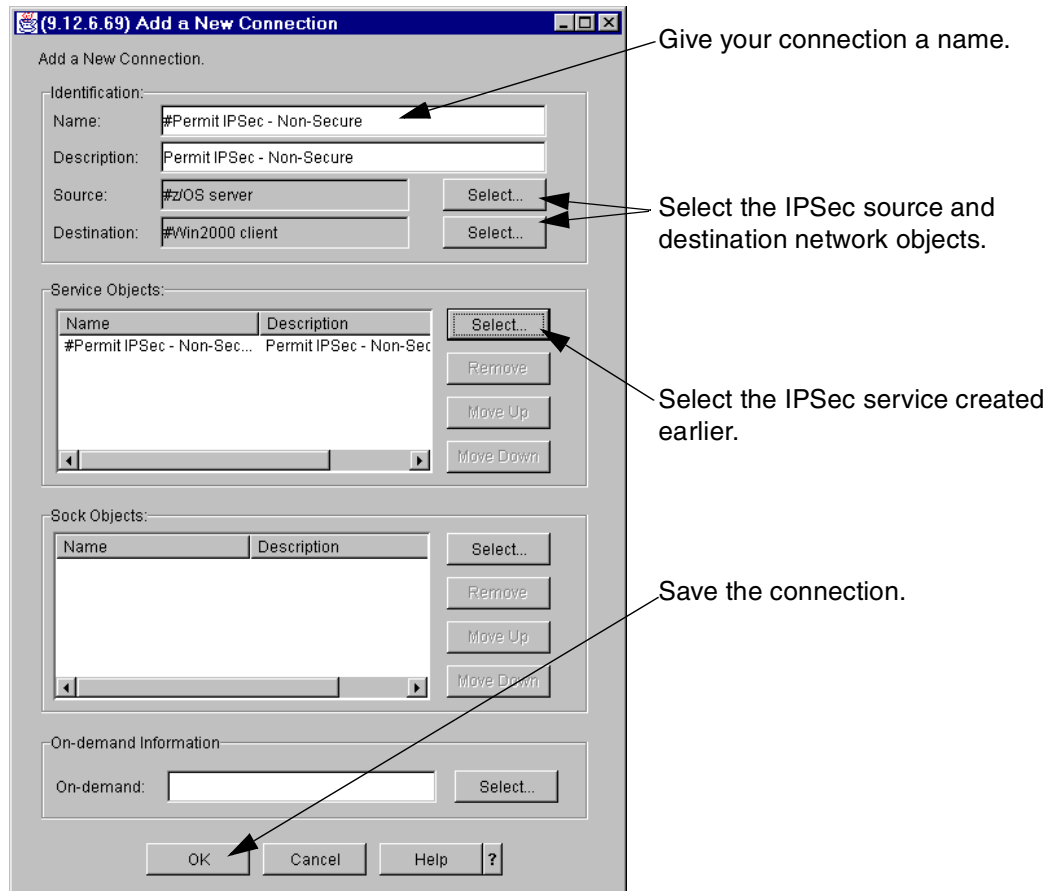 (9.12.6.69) Add a New Connection
Give your connection a name.
Add a New Connection.
Identification:
Name: #Permit IPSec - Non-Secure
Description: Permit IPSec - Non-Secure
Source: #z/OS server Select...
Destination: #Win2000 client Select...
Select the IPSec source and
destination network objects.
Service Objects:
Name Description
#Permit IPSec - Non-Sec... Permit IPSec - Non-Sec
Select...
Remove
Move Up
Move Down
Select the IPSec service created
earlier.
Sock Objects:
Name Description
Select...
Remove
Move Up
Move Down
Save the connection.
On-demand Information
On-demand: Select...
OK Cancel Help ?